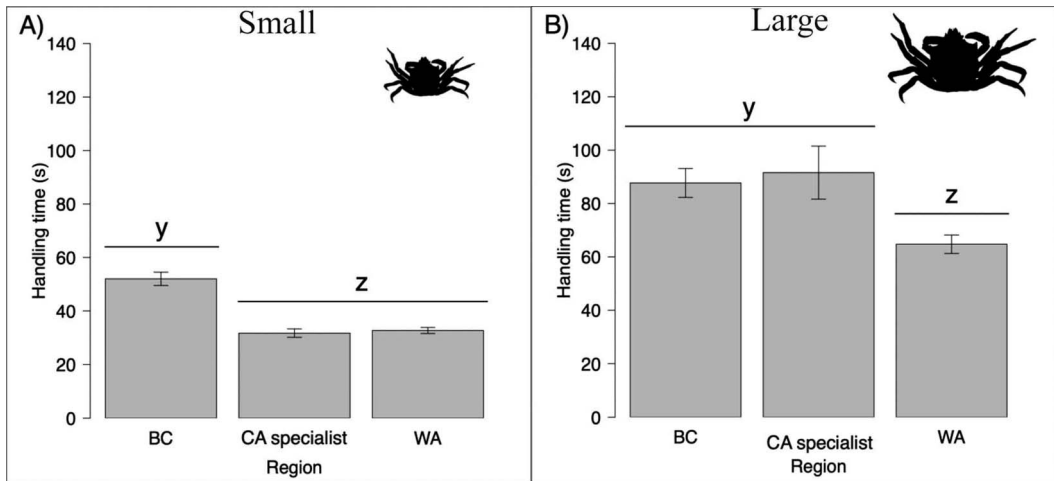 A)
Small
140
120
100
80
60
40
20
0
Handling time (s)
y
z
BC
CA specialist
WA
Region
B)
Large
140
120
100
80
60
40
20
0
Handling time (s)
y
z
BC
CA specialist
WA
Region